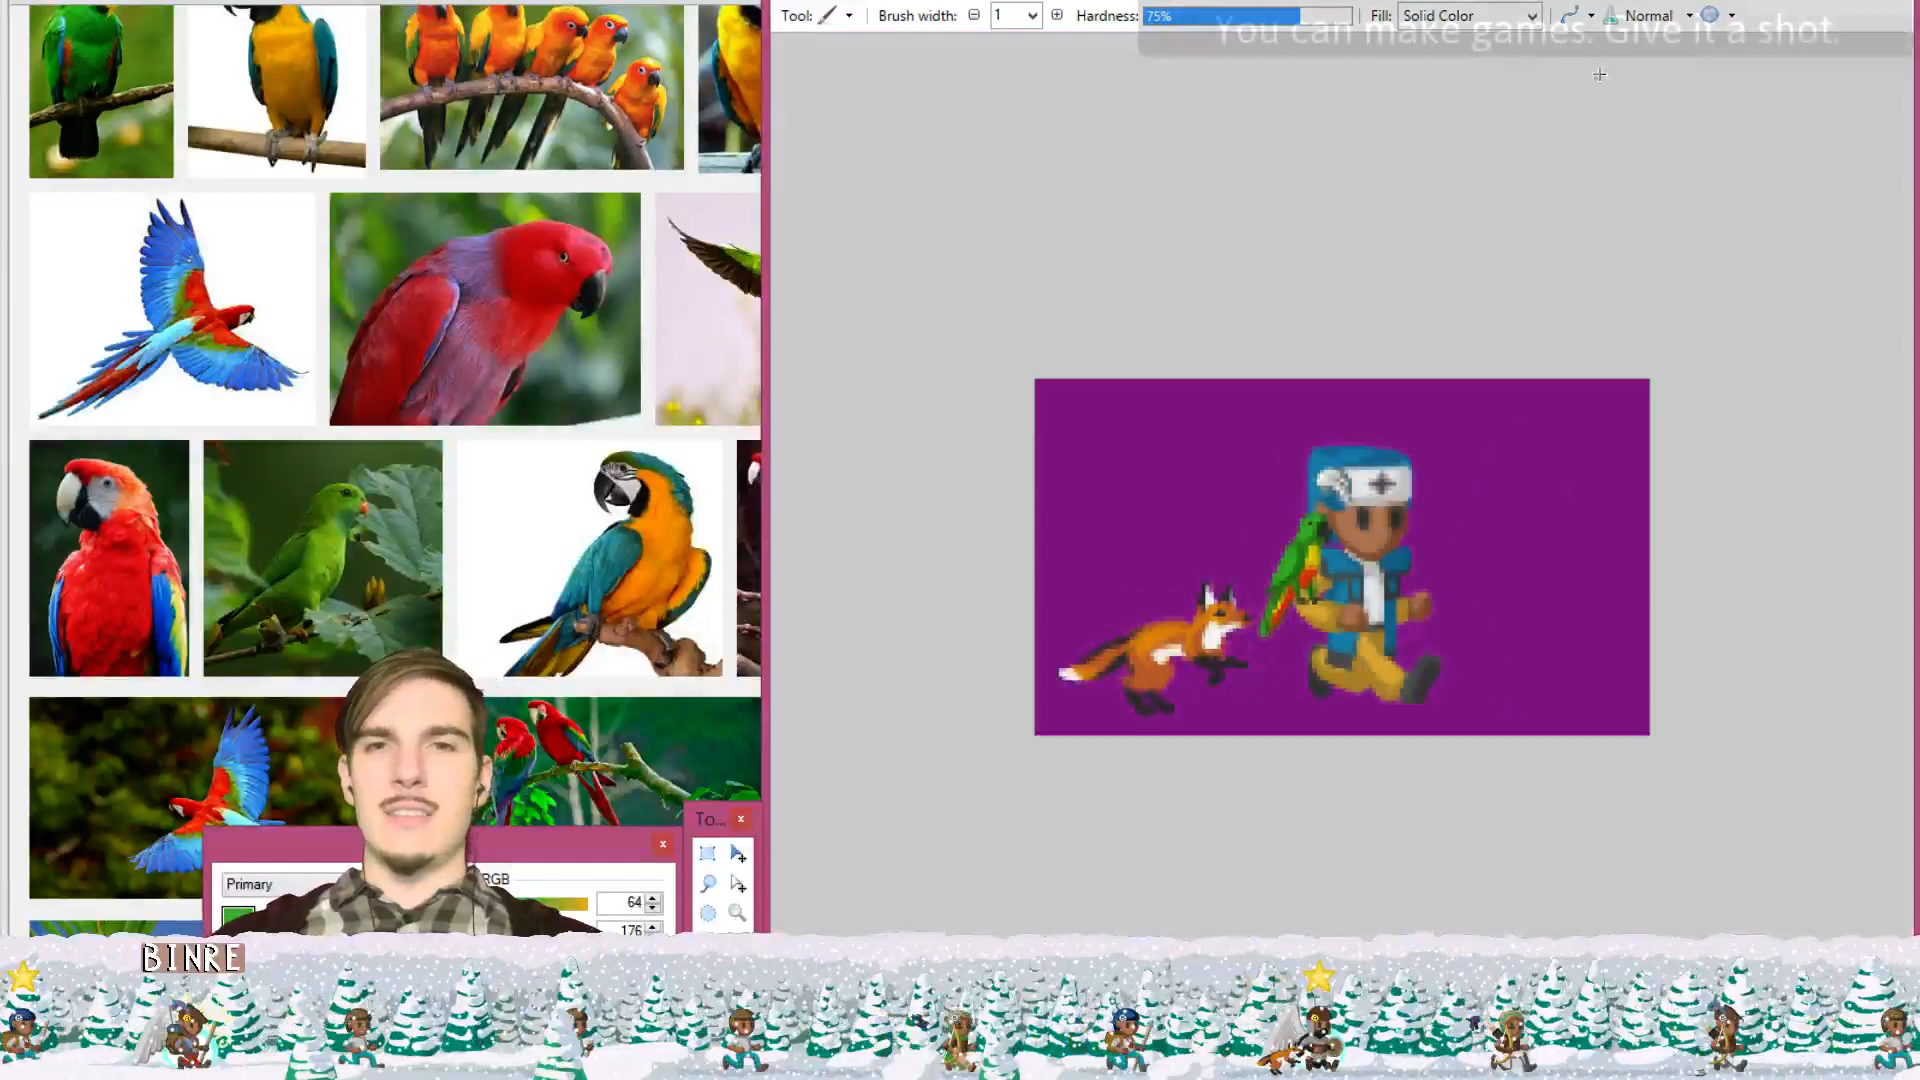 Tool:
Brush width: 1 Hardness: 75% Fill: Solid Color Normal
You can make games. Give it a shot.
To...
Primary
RGB
64
176
BINRE